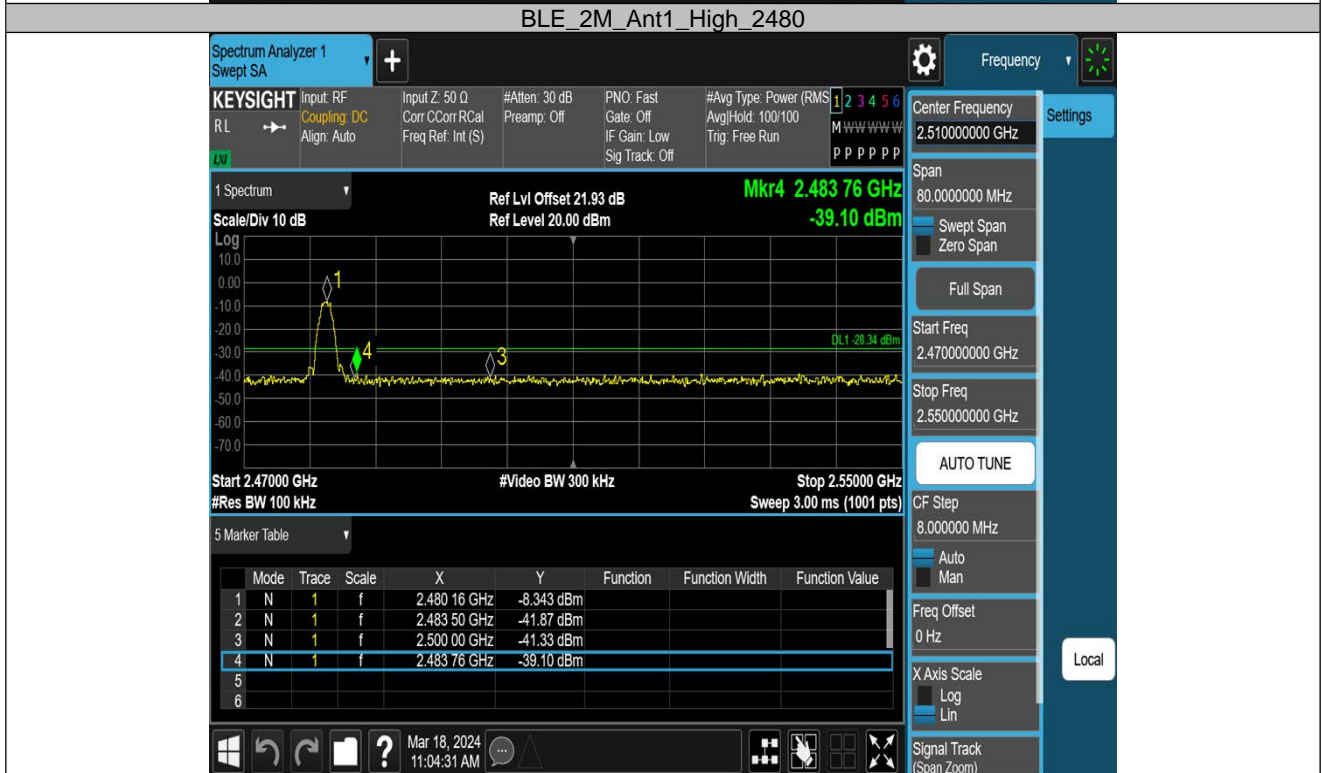 BLE_2M_Ant1_High_2480
Spectrum Analyzer 1
Swept SA
+
Frequency
KEYSIGHT
RL
LXI
Input: RF
Coupling: DC
Align: Auto
Input Z: 50 Ω
Corr CCorr RCal
Freq Ref: Int (S)
#Atten: 30 dB
Preamp: Off
PNO: Fast
Gate: Off
IF Gain: Low
Sig Track: Off
#Avg Type: Power (RMS
Avg|Hold: 100/100
Trig: Free Run
1 2 3 4 5 6
M W W W W W
P P P P P P
1 Spectrum
Scale/Div 10 dB
Ref Lvl Offset 21.93 dB
Ref Level 20.00 dBm
Mkr4 2.483 76 GHz
-39.10 dBm
Log
10.0
0.00
-10.0
-20.0
-30.0
-40.0
-50.0
-60.0
-70.0
1
4
3
DL1 -28.34 dBm
Start 2.47000 GHz
#Video BW 300 kHz
Stop 2.55000 GHz
#Res BW 100 kHz
Sweep 3.00 ms (1001 pts)
5 Marker Table
Mode Trace Scale X Y Function Function Width Function Value
1 N 1 f 2.480 16 GHz -8.343 dBm
2 N 1 f 2.483 50 GHz -41.87 dBm
3 N 1 f 2.500 00 GHz -41.33 dBm
4 N 1 f 2.483 76 GHz -39.10 dBm
5
6
?
Mar 18, 2024
11:04:31 AM
Center Frequency
2.510000000 GHz
Settings
Span
80.0000000 MHz
Swept Span
Zero Span
Full Span
Start Freq
2.470000000 GHz
Stop Freq
2.550000000 GHz
AUTO TUNE
CF Step
8.000000 MHz
Auto
Man
Freq Offset
0 Hz
Local
X Axis Scale
Log
Lin
Signal Track
(Span Zoom)